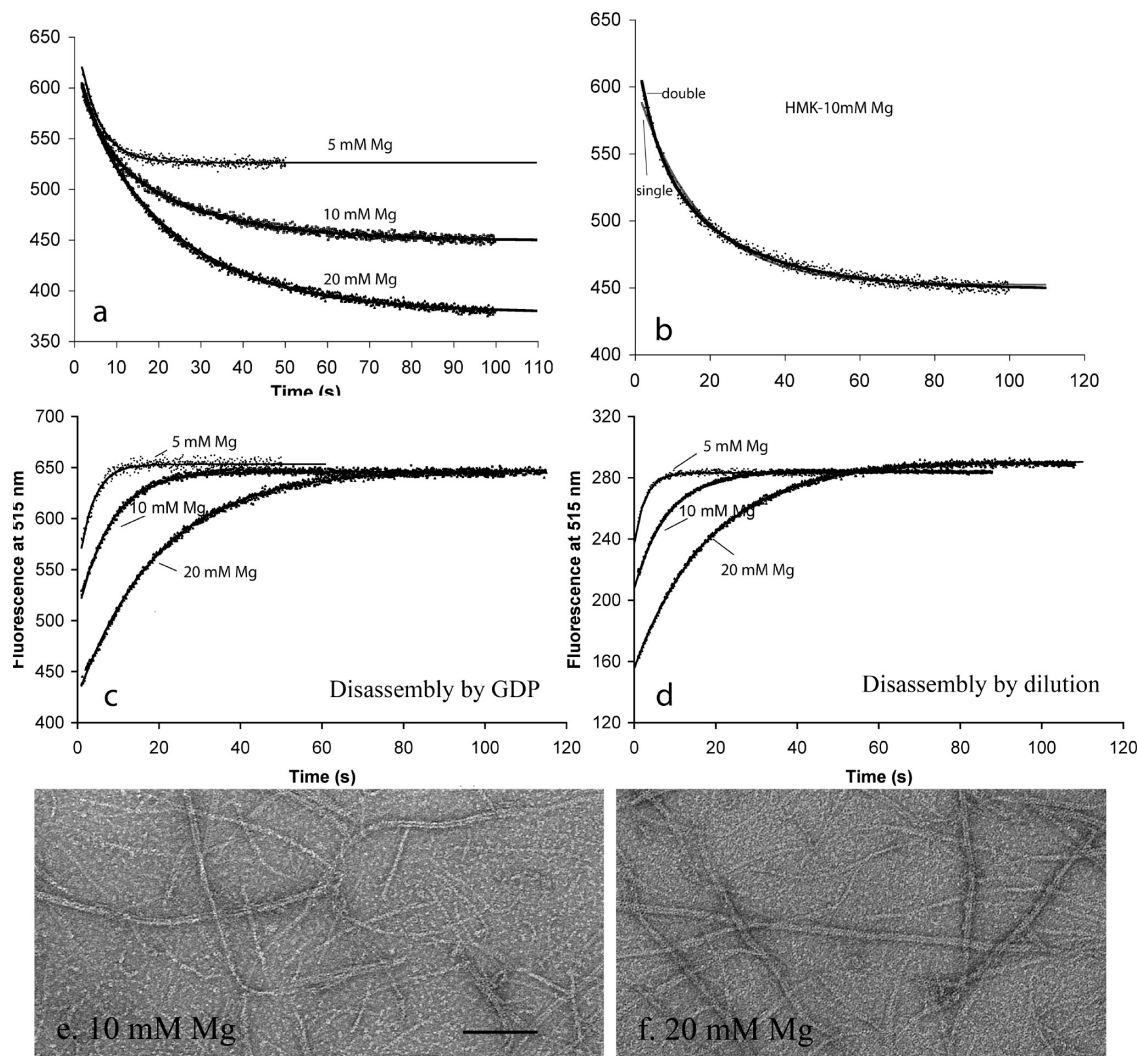 650
600
550
500
450
400
350
5 mM Mg
10 mM Mg
20 mM Mg
a
0 10 20 30 40 50 60 70 80 90 100 110
Time (s)
650
600
550
500
450
400
double
single
HMK-10mM Mg
b
0 20 40 60 80 100 120
Fluorescence at 515 nm
700
650
600
550
500
450
400
5 mM Mg
10 mM Mg
20 mM Mg
c
Disassembly by GDP
0 20 40 60 80 100 120
Time (s)
Fluorescence at 515 nm
320
280
240
200
160
120
5 mM Mg
10 mM Mg
20 mM Mg
d
Disassembly by dilution
0 20 40 60 80 100 120
Time (s)
e. 10 mM Mg
f. 20 mM Mg